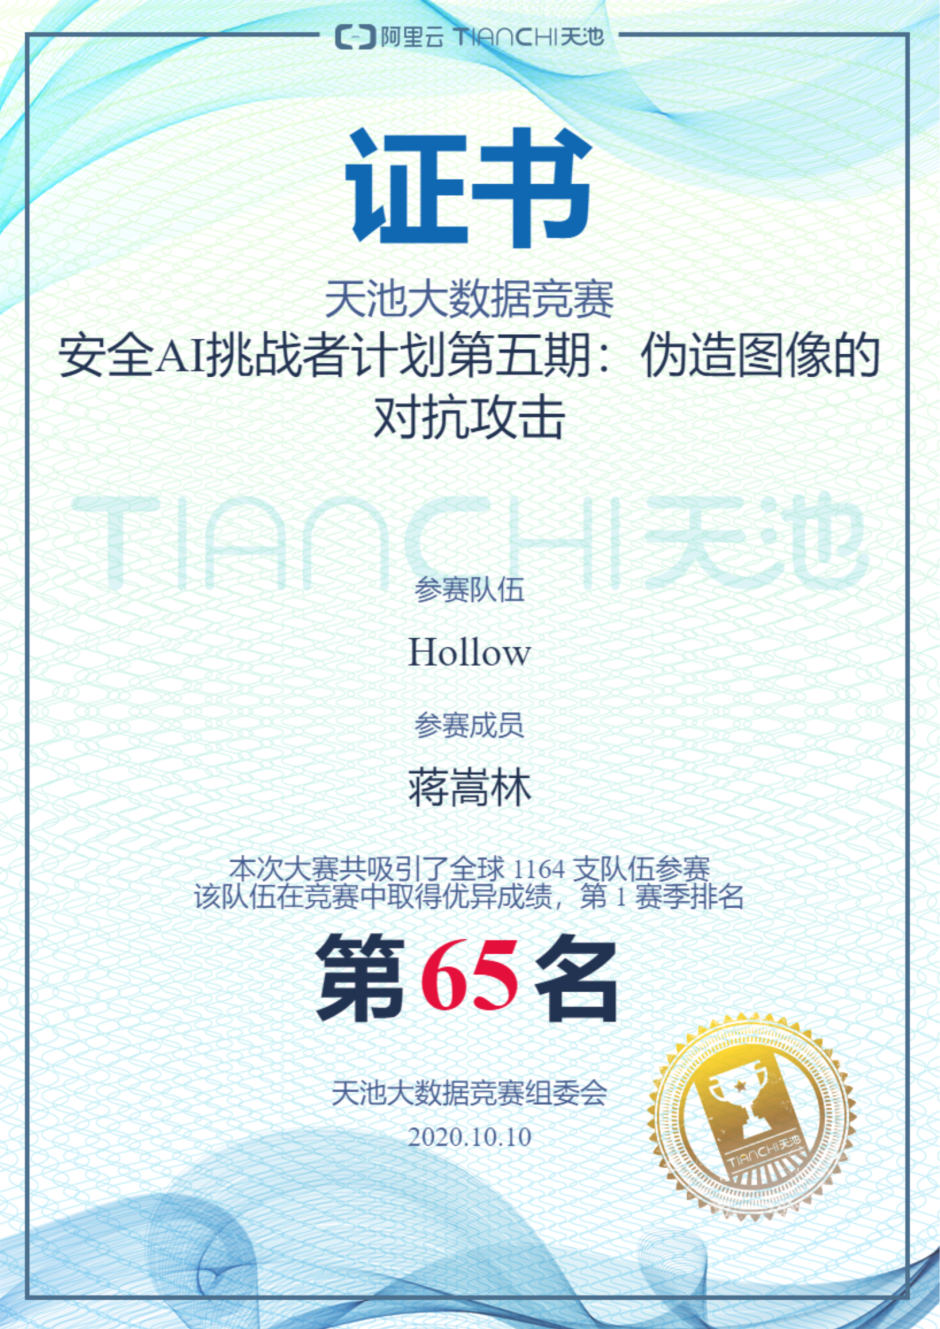 阿里云 TIANCHI天池
证书
天池大数据竞赛
安全AI挑战者计划第五期：伪造图像的
对抗攻击
TIANCHI天池
参赛队伍
Hollow
参赛成员
蒋嵩林
本次大赛共吸引了全球 1164 支队伍参赛
该队伍在竞赛中取得优异成绩，第 1 赛季排名
第 65 名
天池大数据竞赛组委会
2020.10.10
TIANCHI天池